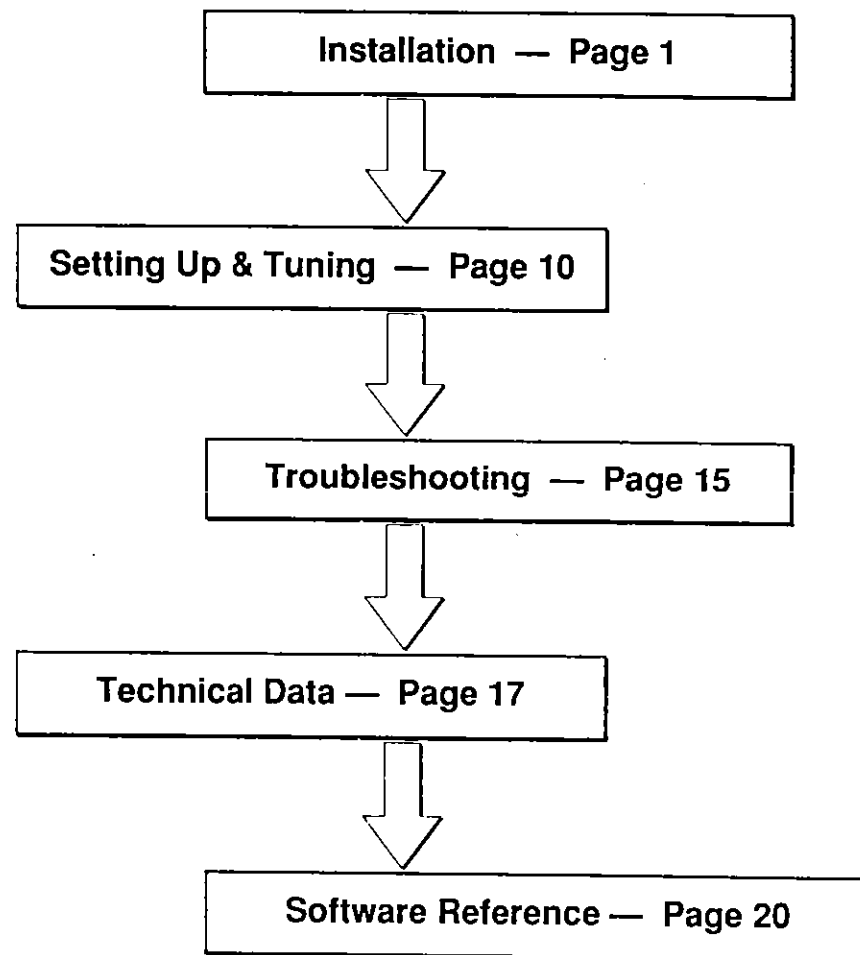 Installation — Page 1
Setting Up & Tuning — Page 10
Troubleshooting — Page 15
Technical Data — Page 17
Software Reference — Page 20